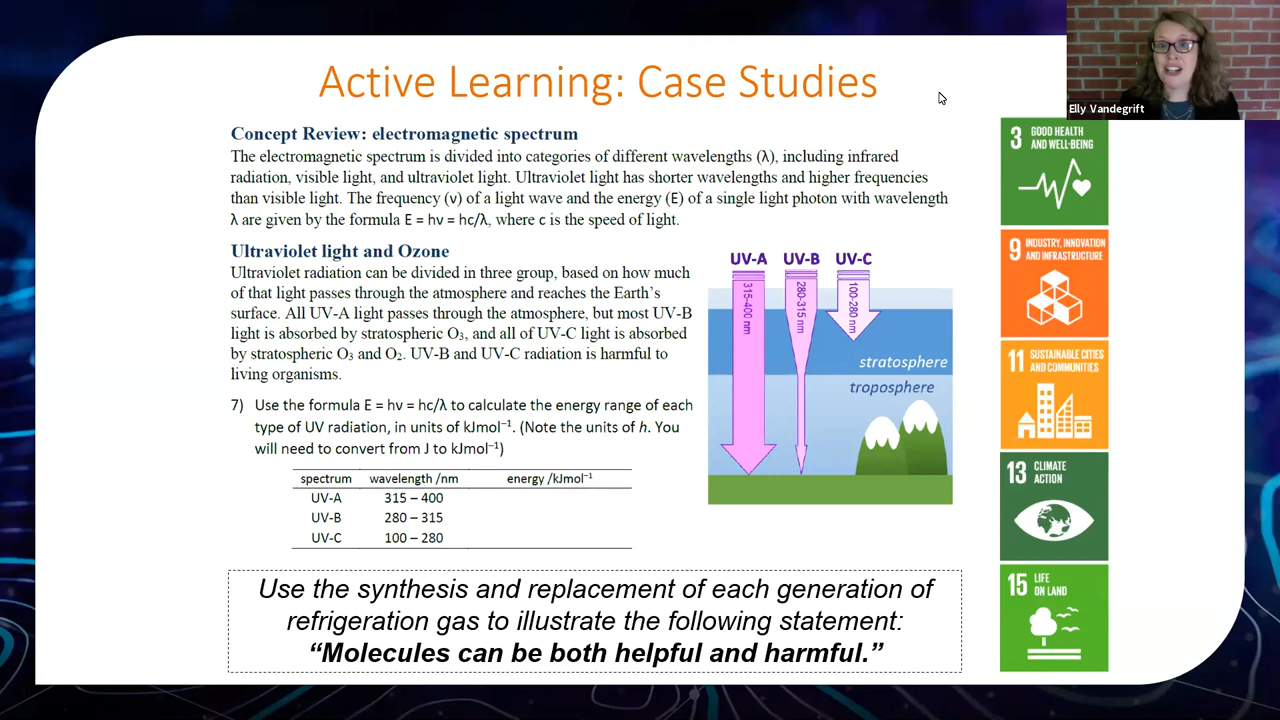 Active Learning: Case Studies
Elly Vandegrift
Concept Review: electromagnetic spectrum
The electromagnetic spectrum is divided into categories of different wavelengths (λ), including infrared
radiation, visible light, and ultraviolet light. Ultraviolet light has shorter wavelengths and higher frequencies
than visible light. The frequency (ν) of a light wave and the energy (E) of a single light photon with wavelength
λ are given by the formula E = hν = hc/λ, where c is the speed of light.
Ultraviolet light and Ozone
Ultraviolet radiation can be divided in three group, based on how much
of that light passes through the atmosphere and reaches the Earth's
surface. All UV-A light passes through the atmosphere, but most UV-B
light is absorbed by stratospheric O₃, and all of UV-C light is absorbed
by stratospheric O₃ and O₂. UV-B and UV-C radiation is harmful to
living organisms.
7) Use the formula E = hν = hc/λ to calculate the energy range of each
type of UV radiation, in units of kJmol⁻¹. (Note the units of h. You
will need to convert from J to kJmol⁻¹)
spectrum wavelength /nm energy /kJmol⁻¹
UV-A 315 – 400
UV-B 280 – 315
UV-C 100 – 280
UV-A UV-B UV-C
315-400 nm
280-315 nm
100-280 nm
stratosphere
troposphere
Use the synthesis and replacement of each generation of
refrigeration gas to illustrate the following statement:
“Molecules can be both helpful and harmful.”
3 GOOD HEALTH
AND WELL-BEING
9 INDUSTRY, INNOVATION
AND INFRASTRUCTURE
11 SUSTAINABLE CITIES
AND COMMUNITIES
13 CLIMATE
ACTION
15 LIFE
ON LAND